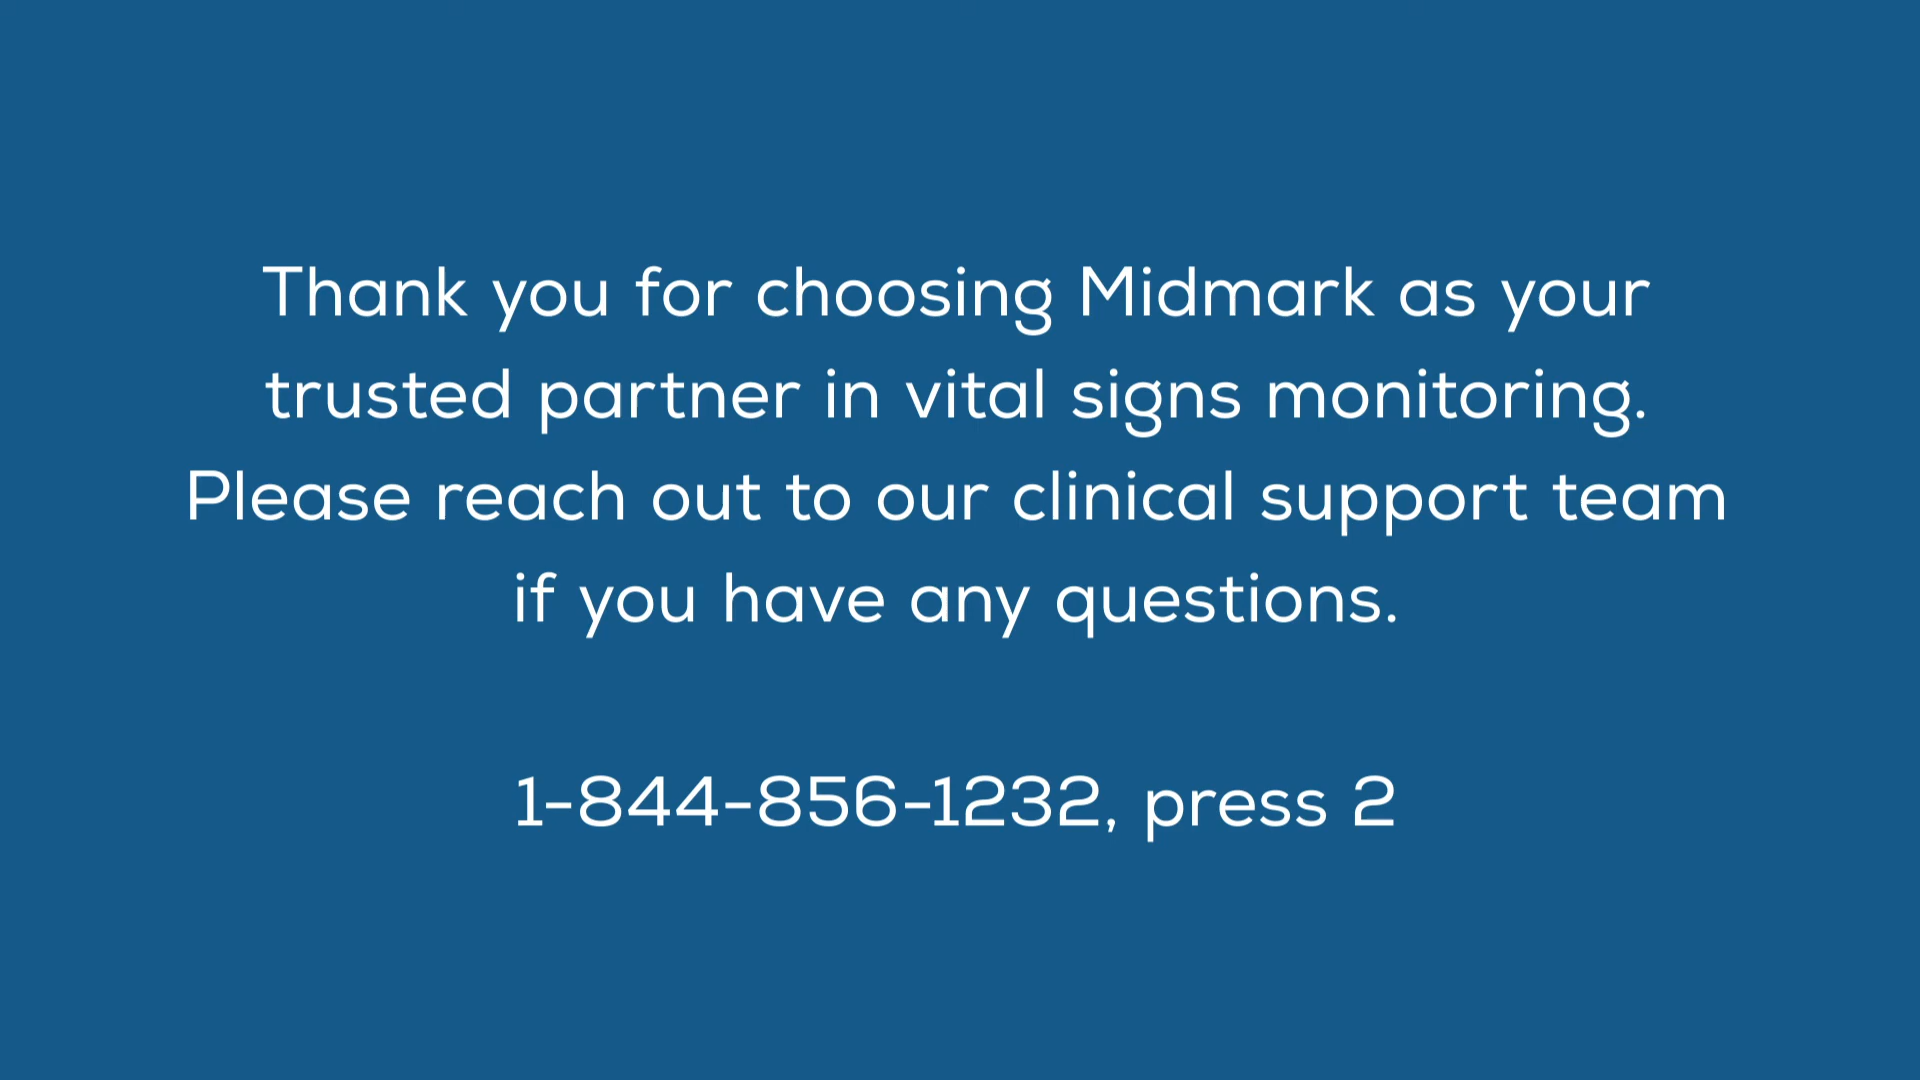 Thank you for choosing Midmark as your
trusted partner in vital signs monitoring.
Please reach out to our clinical support team
if you have any questions.
1-844-856-1232, press 2